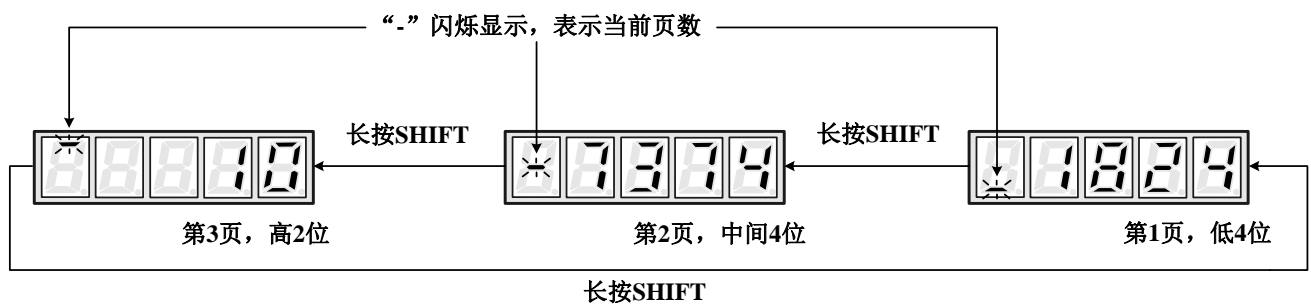 “-”闪烁显示，表示当前页数
长按SHIFT
长按SHIFT
10
7374
1824
第3页，高2位
第2页，中间4位
第1页，低4位
长按SHIFT